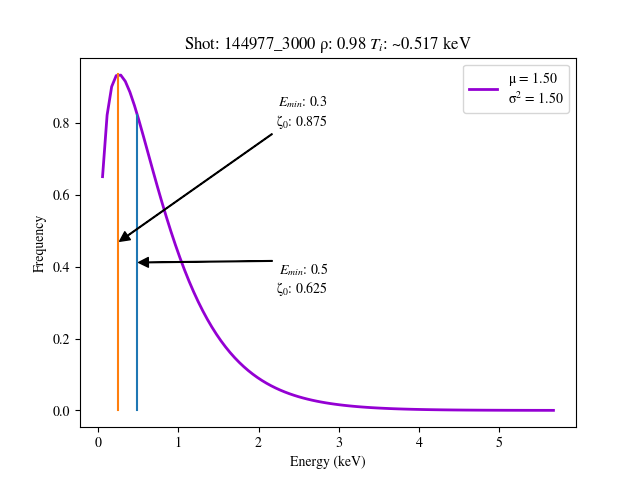 Shot: 144977_3000 ρ: 0.98 Tᵢ: ~0.517 keV
μ = 1.50
σ² = 1.50
Eₘᵢₙ: 0.3
ζ₀: 0.875
Eₘᵢₙ: 0.5
ζ₀: 0.625
Frequency
0.8
0.6
0.4
0.2
0.0
0 1 2 3 4 5
Energy (keV)